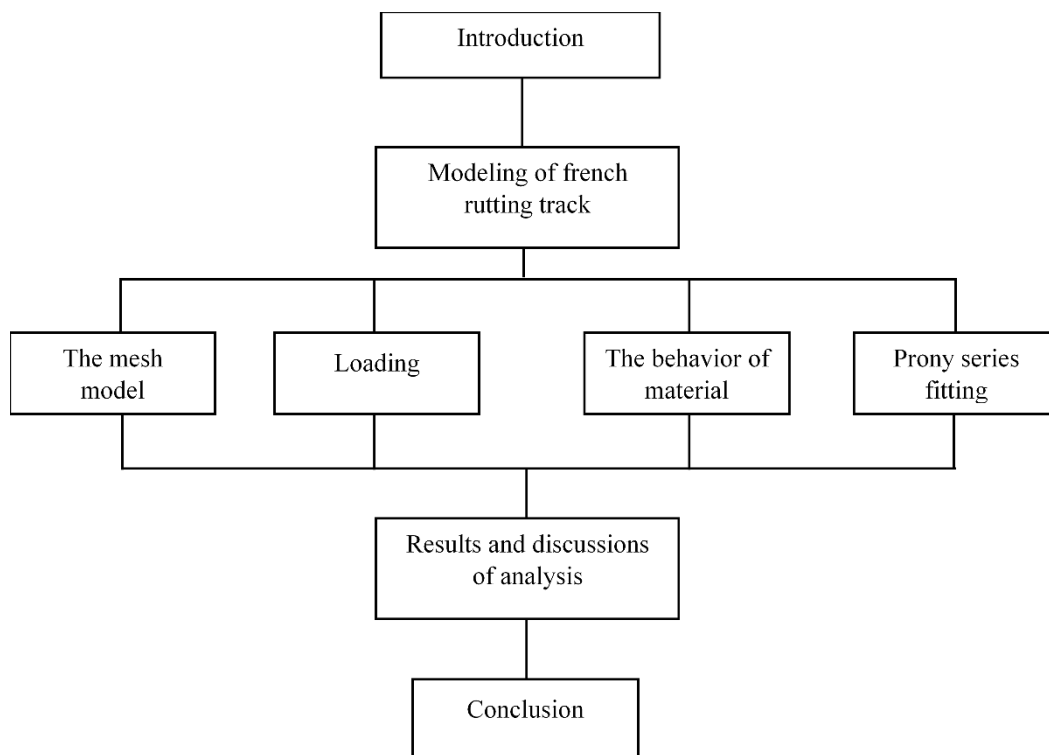 Introduction
Modeling of french
rutting track
The mesh
model
Loading
The behavior of
material
Prony series
fitting
Results and discussions
of analysis
Conclusion